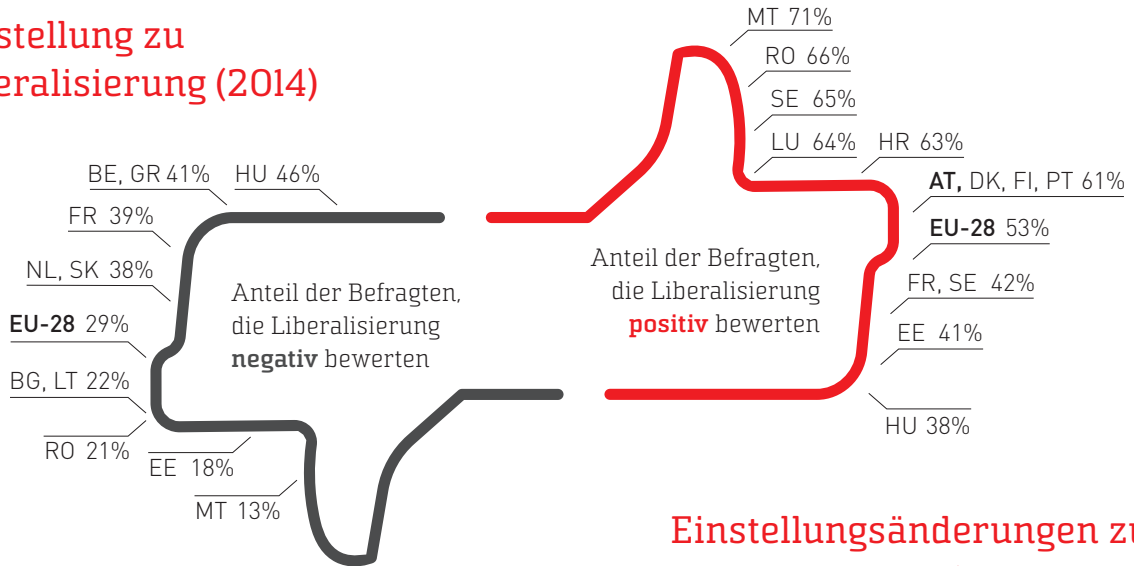 stellung zu
eralisierung (2014)
BE, GR 41%
HU 46%
FR 39%
NL, SK 38%
EU-28 29%
BG, LT 22%
RO 21%
EE 18%
MT 13%
Anteil der Befragten,
die Liberalisierung
negativ bewerten
MT 71%
RO 66%
SE 65%
LU 64%
HR 63%
AT, DK, FI, PT 61%
EU-28 53%
FR, SE 42%
EE 41%
HU 38%
Anteil der Befragten,
die Liberalisierung
positiv bewerten
Einstellungsänderungen zu